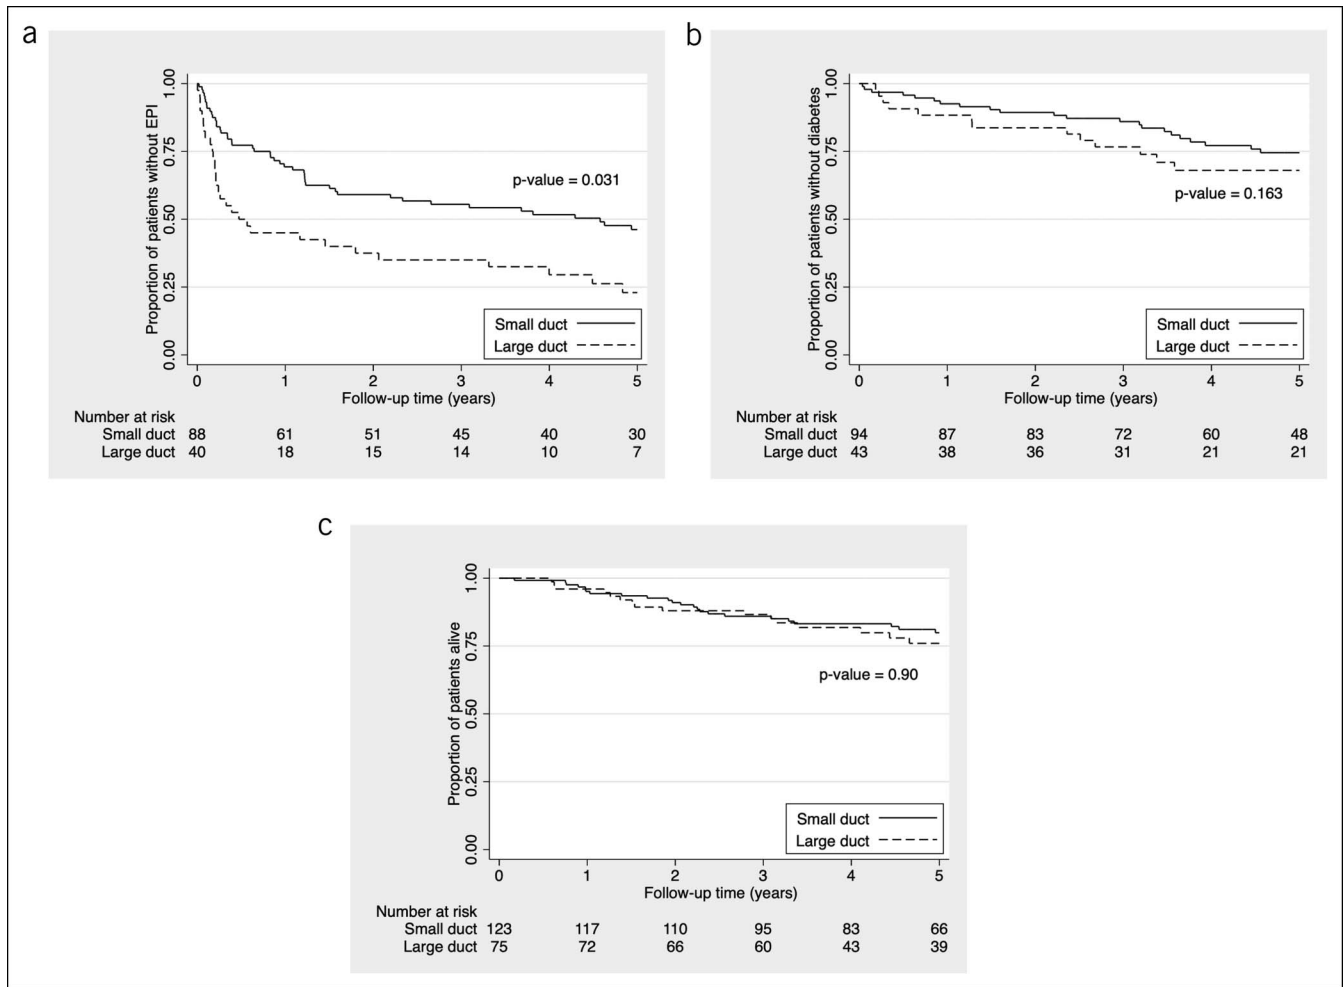 a
Proportion of patients without EPI
1.00
0.75
0.50
0.25
0.00
p-value = 0.031
Small duct
Large duct
0 1 2 3 4 5
Follow-up time (years)
Number at risk
Small duct 88 61 51 45 40 30
Large duct 40 18 15 14 10 7
b
Proportion of patients without diabetes
1.00
0.75
0.50
0.25
0.00
p-value = 0.163
Small duct
Large duct
0 1 2 3 4 5
Follow-up time (years)
Number at risk
Small duct 94 87 83 72 60 48
Large duct 43 38 36 31 21 21
c
Proportion of patients alive
1.00
0.75
0.50
0.25
0.00
p-value = 0.90
Small duct
Large duct
0 1 2 3 4 5
Follow-up time (years)
Number at risk
Small duct 123 117 110 95 83 66
Large duct 75 72 66 60 43 39